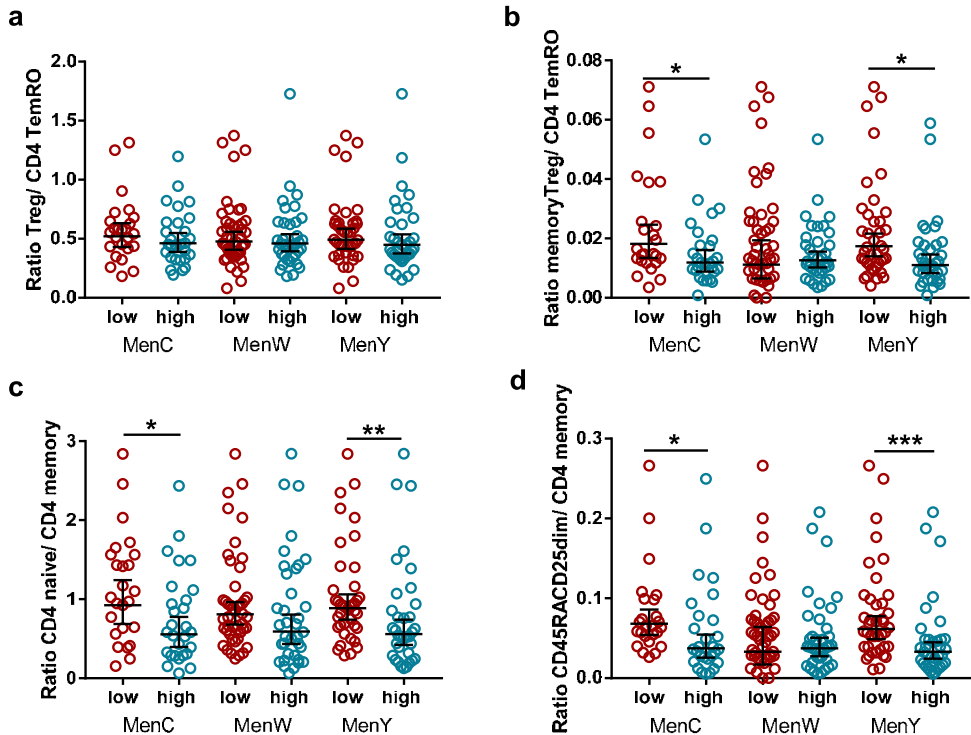 a
Ratio Treg/ CD4 TemRO
2.0
1.5
1.0
0.5
0.0
low high low high low high
MenC MenW MenY
b
Ratio memoryTreg/ CD4 TemRO
0.08
0.06
0.04
0.02
0.00
* *
low high low high low high
MenC MenW MenY
c
Ratio CD4 naive/ CD4 memory
3
2
1
0
* **
low high low high low high
MenC MenW MenY
d
Ratio CD45RACD25dim/ CD4 memory
0.3
0.2
0.1
0.0
* ***
low high low high low high
MenC MenW MenY